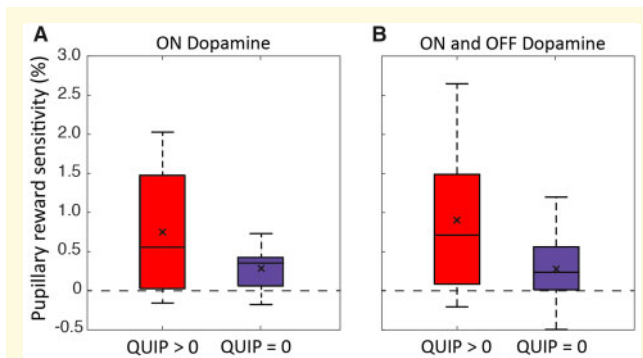 A
ON Dopamine
B
ON and OFF Dopamine
Pupillary reward sensitivity (%)
3.0
2.5
2.0
1.5
1.0
0.5
0
-0.5
QUIP > 0
QUIP = 0
QUIP > 0
QUIP = 0